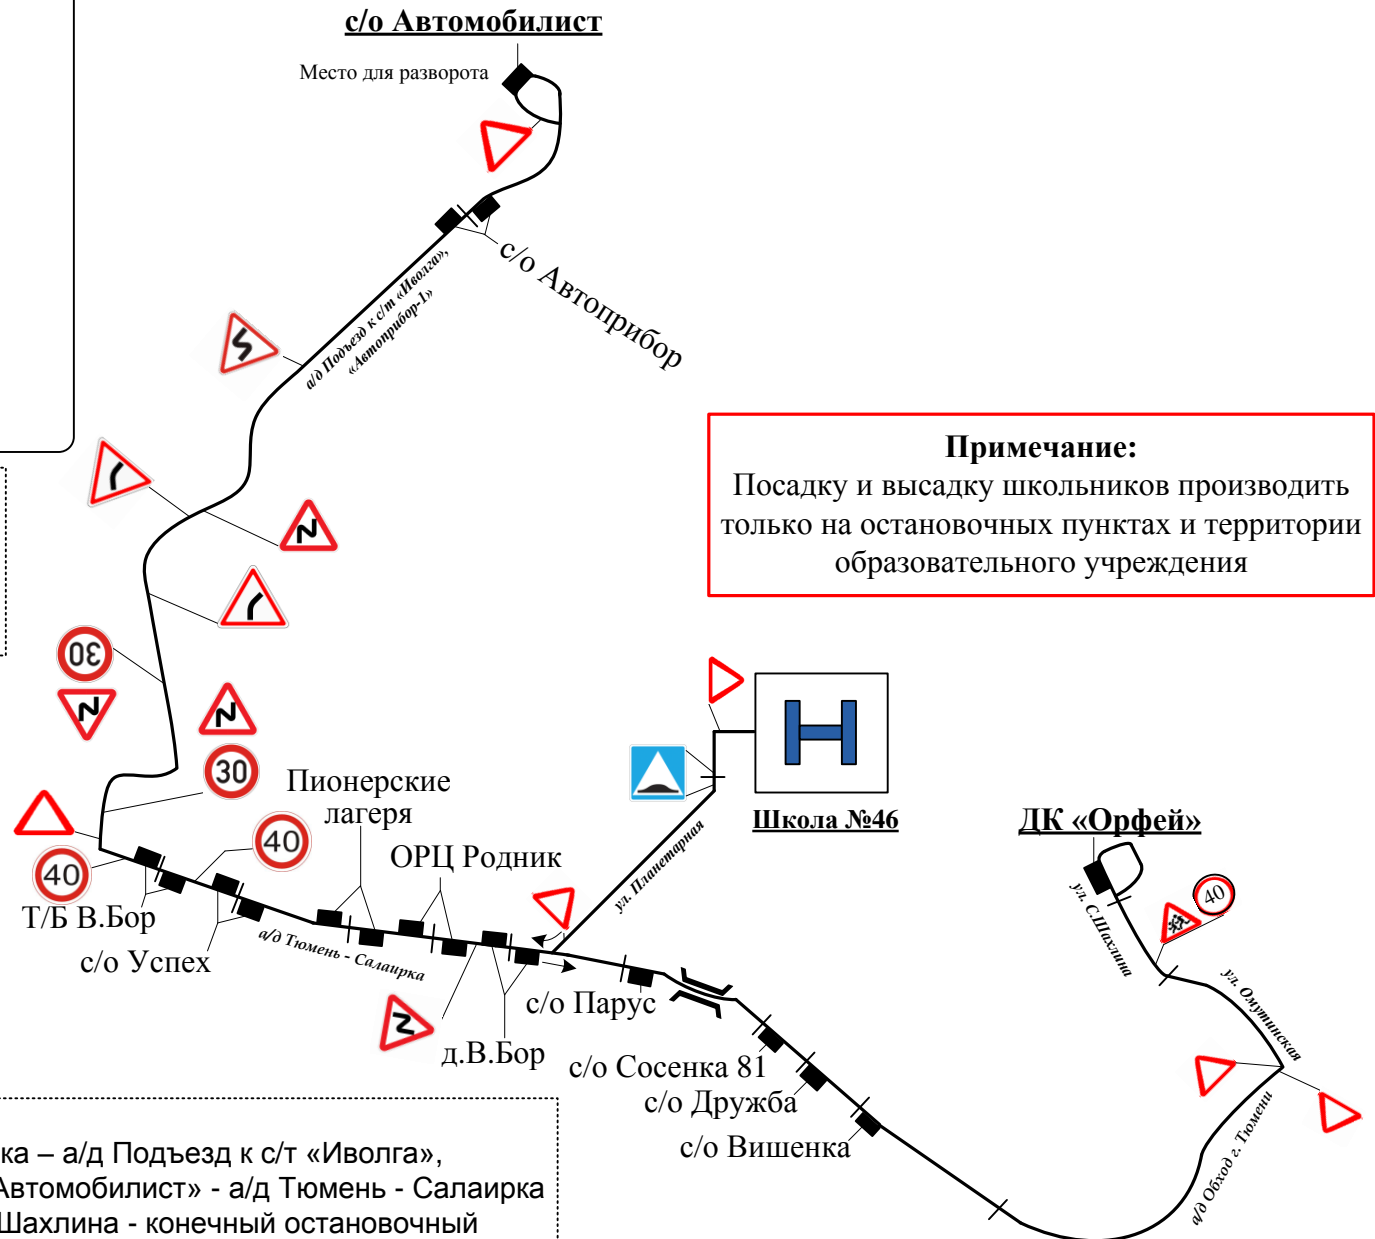 с/о Автомобилист
Место для разворота
с/о Автоприбор
а/д Подъезд к с/т «Иволга»,
«Автоприбор-1»
Примечание:
Посадку и высадку школьников производить
только на остановочных пунктах и территории
образовательного учреждения
30
30
Пионерские
лагеря
40
ОРЦ Родник
40
Т/Б В.Бор
с/о Успех
а/д Тюмень - Салаирка
ул. Планетарная
Школа №46
ДК «Орфей»
40
ул. С.Шахлина
ул. Омутинская
с/о Парус
д.В.Бор
с/о Сосенка 81
с/о Дружба
с/о Вишенка
а/д Обход г. Тюмени
ка – а/д Подъезд к с/т «Иволга»,
Автомобилист» - а/д Тюмень - Салаирка
Шахлина - конечный остановочный